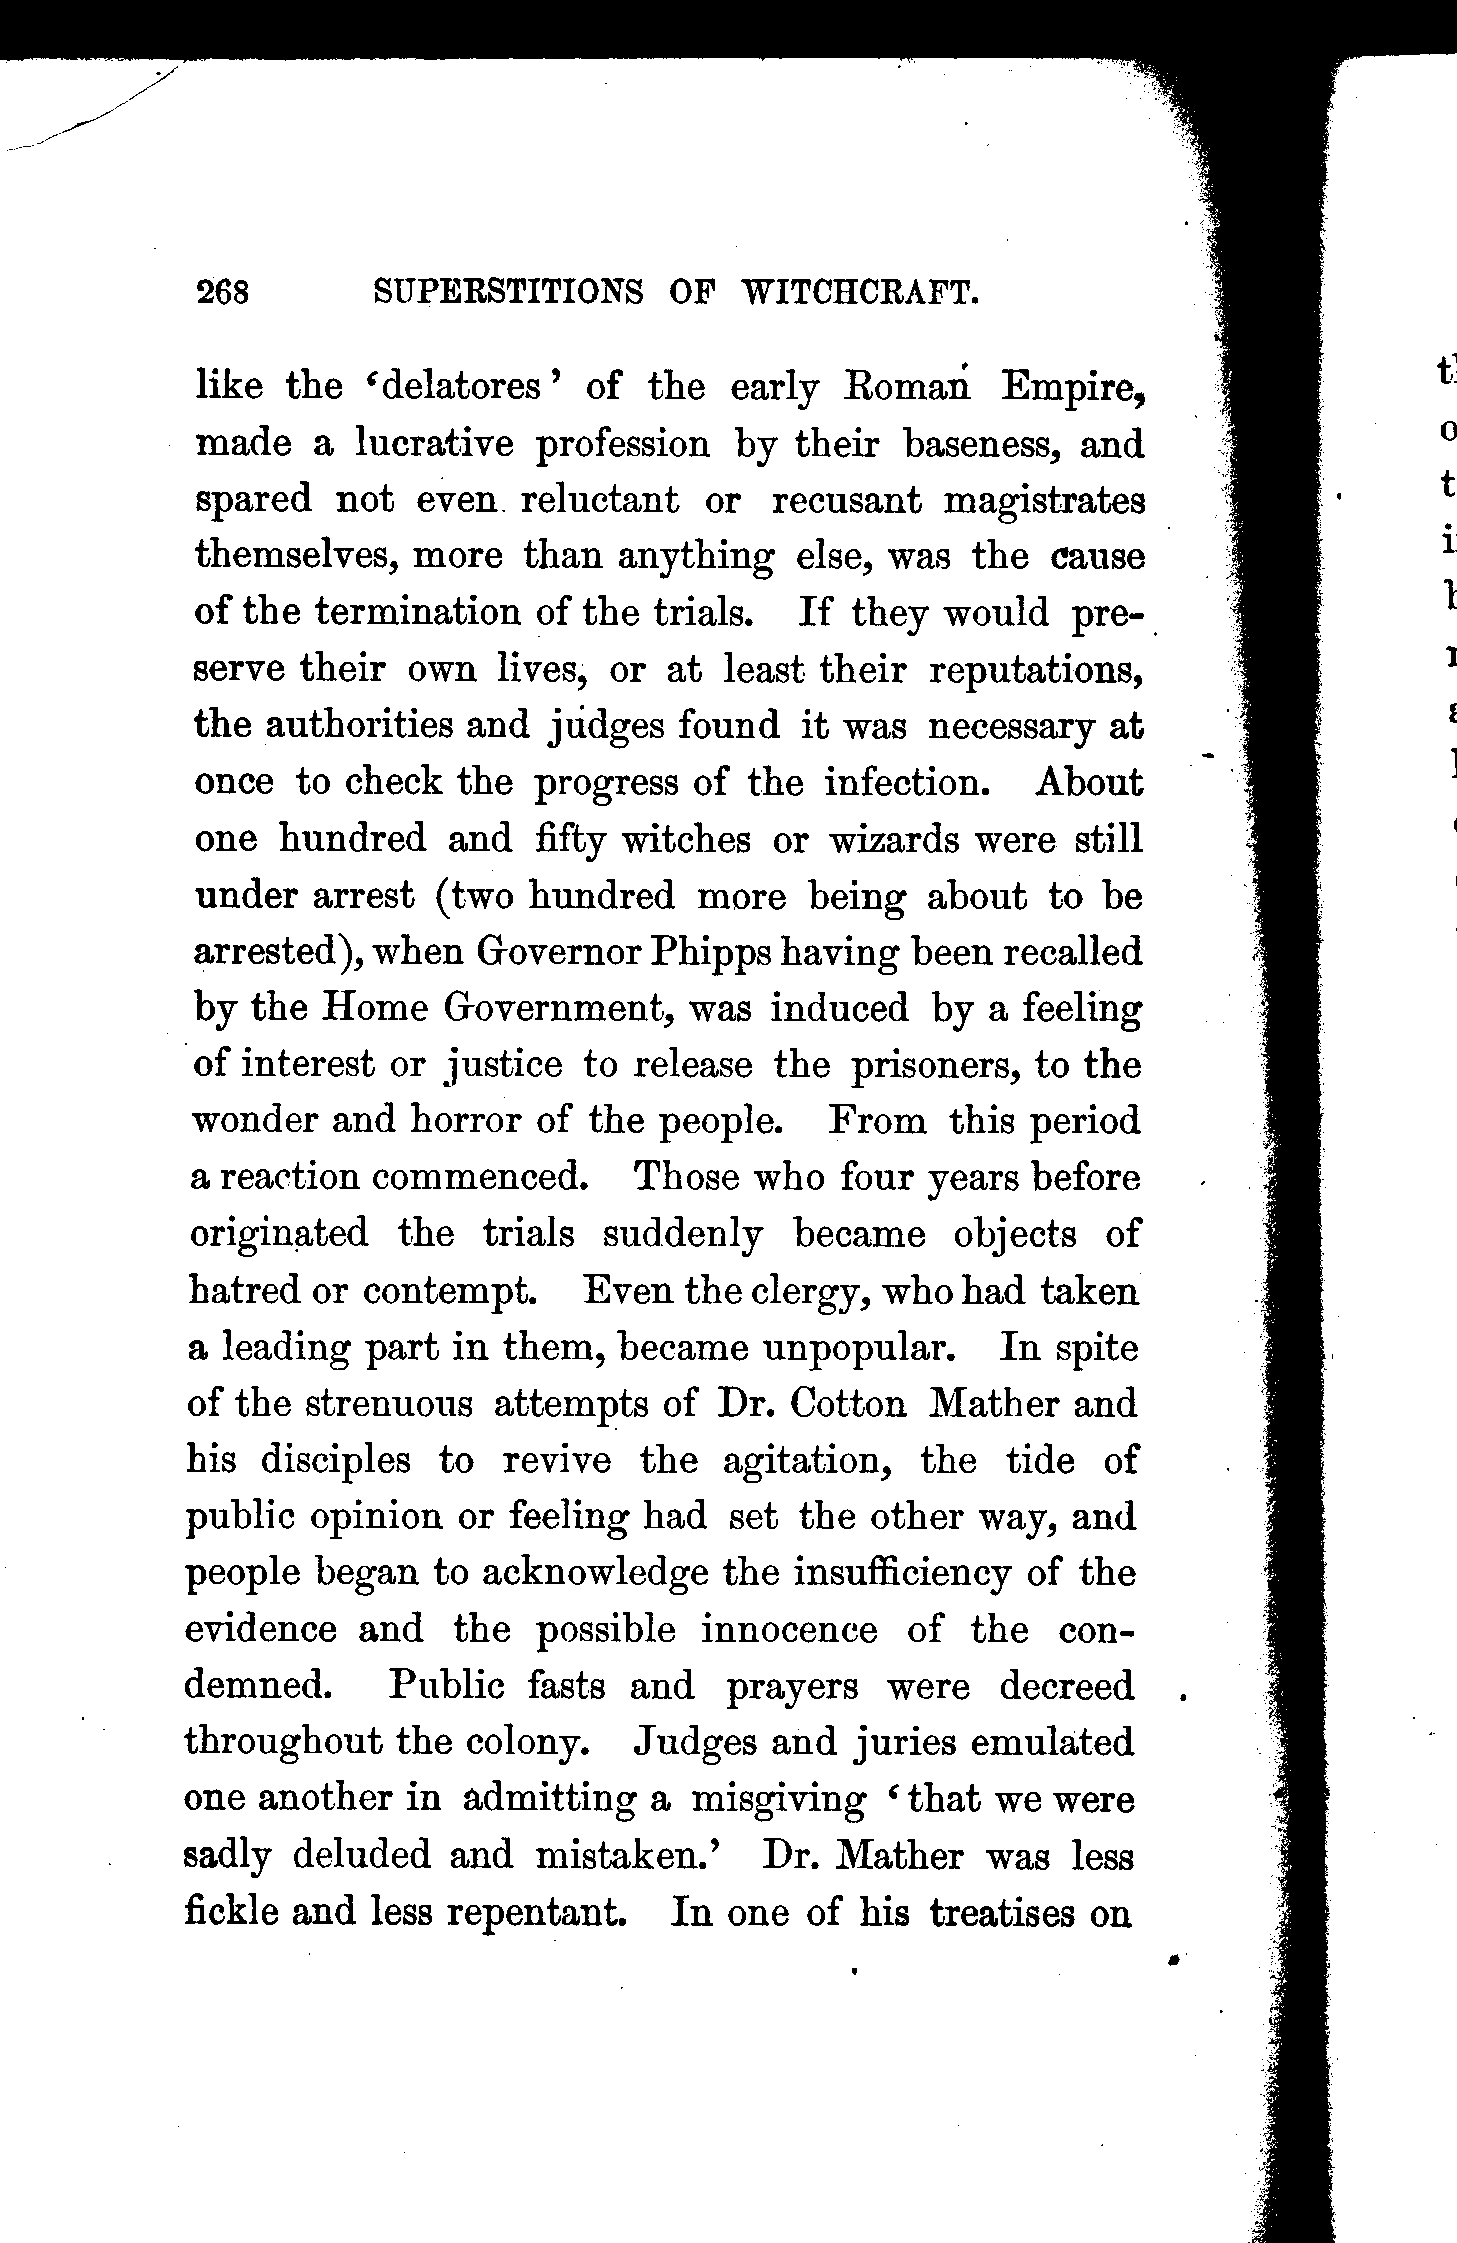 268 SUPERSTITIONS OF WITCHCRAFT.
like the ‘delatores’ of the early Roman Empire,
made a lucrative profession by their baseness, and
spared not even reluctant or recusant magistrates
themselves, more than anything else, was the cause
of the termination of the trials. If they would pre-
serve their own lives, or at least their reputations,
the authorities and judges found it was necessary at
once to check the progress of the infection. About
one hundred and fifty witches or wizards were still
under arrest (two hundred more being about to be
arrested), when Governor Phipps having been recalled
by the Home Government, was induced by a feeling
of interest or justice to release the prisoners, to the
wonder and horror of the people. From this period
a reaction commenced. Those who four years before
originated the trials suddenly became objects of
hatred or contempt. Even the clergy, who had taken
a leading part in them, became unpopular. In spite
of the strenuous attempts of Dr. Cotton Mather and
his disciples to revive the agitation, the tide of
public opinion or feeling had set the other way, and
people began to acknowledge the insufficiency of the
evidence and the possible innocence of the con-
demned. Public fasts and prayers were decreed
throughout the colony. Judges and juries emulated
one another in admitting a misgiving ‘that we were
sadly deluded and mistaken.’ Dr. Mather was less
fickle and less repentant. In one of his treatises on